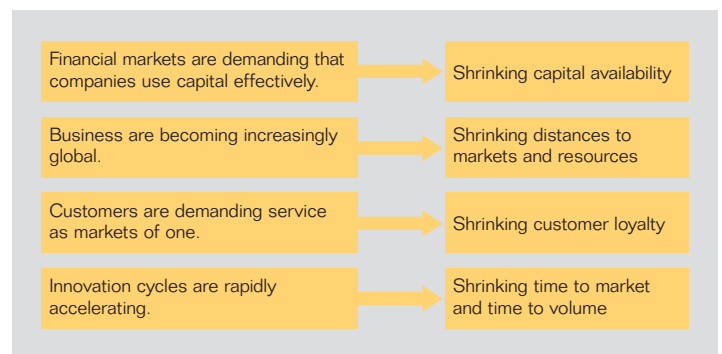 Financial markets are demanding that
companies use capital effectively.
Shrinking capital availability
Business are becoming increasingly
global.
Shrinking distances to
markets and resources
Customers are demanding service
as markets of one.
Shrinking customer loyalty
Innovation cycles are rapidly
accelerating.
Shrinking time to market
and time to volume